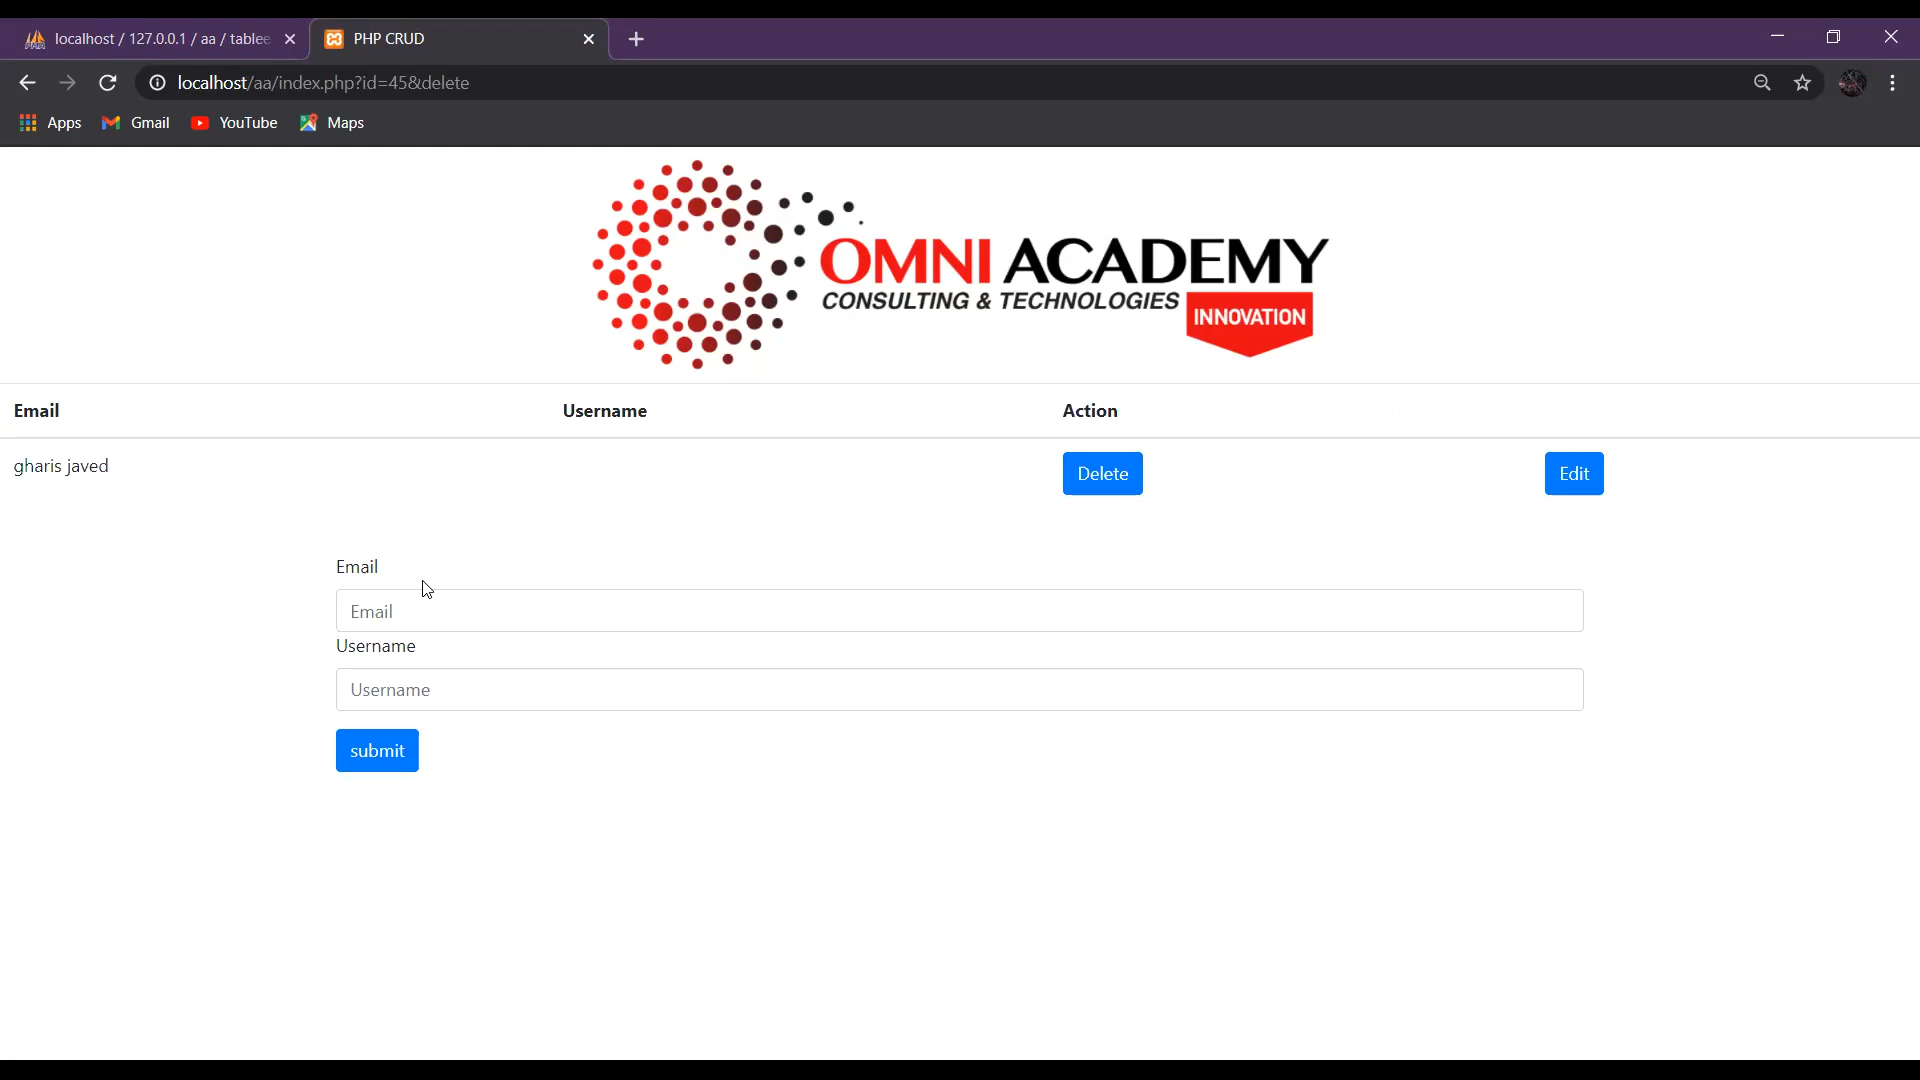 localhost / 127.0.0.1 / aa / tablee
PHP CRUD
localhost/aa/index.php?id=45&delete
Apps Gmail YouTube Maps
OMNI ACADEMY
CONSULTING & TECHNOLOGIES
INNOVATION
Email Username Action
gharis javed Delete Edit
Email
Email
Username
Username
submit